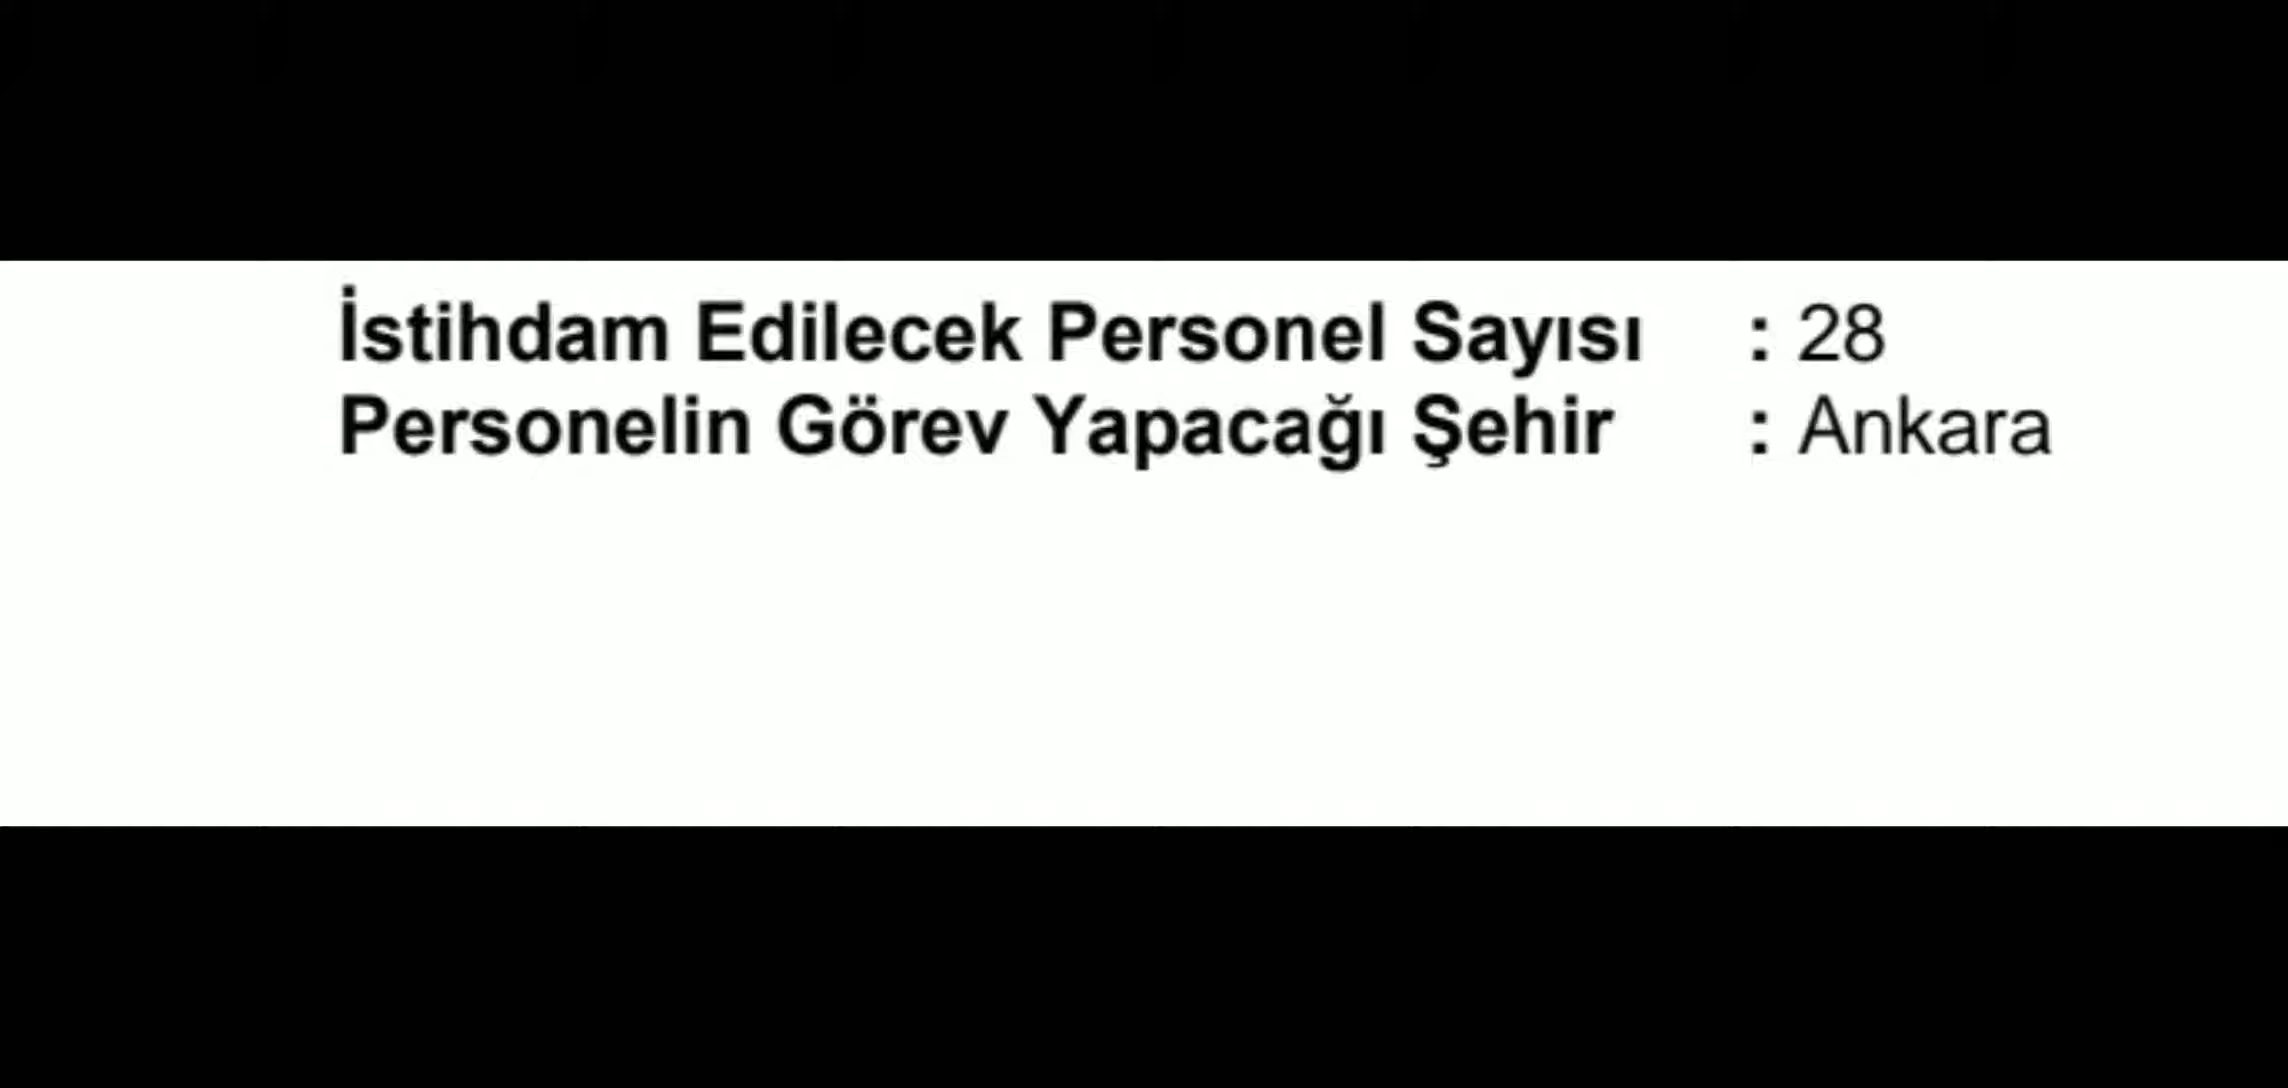 İstihdam Edilecek Personel Sayısı : 28
Personelin Görev Yapacağı Şehir : Ankara